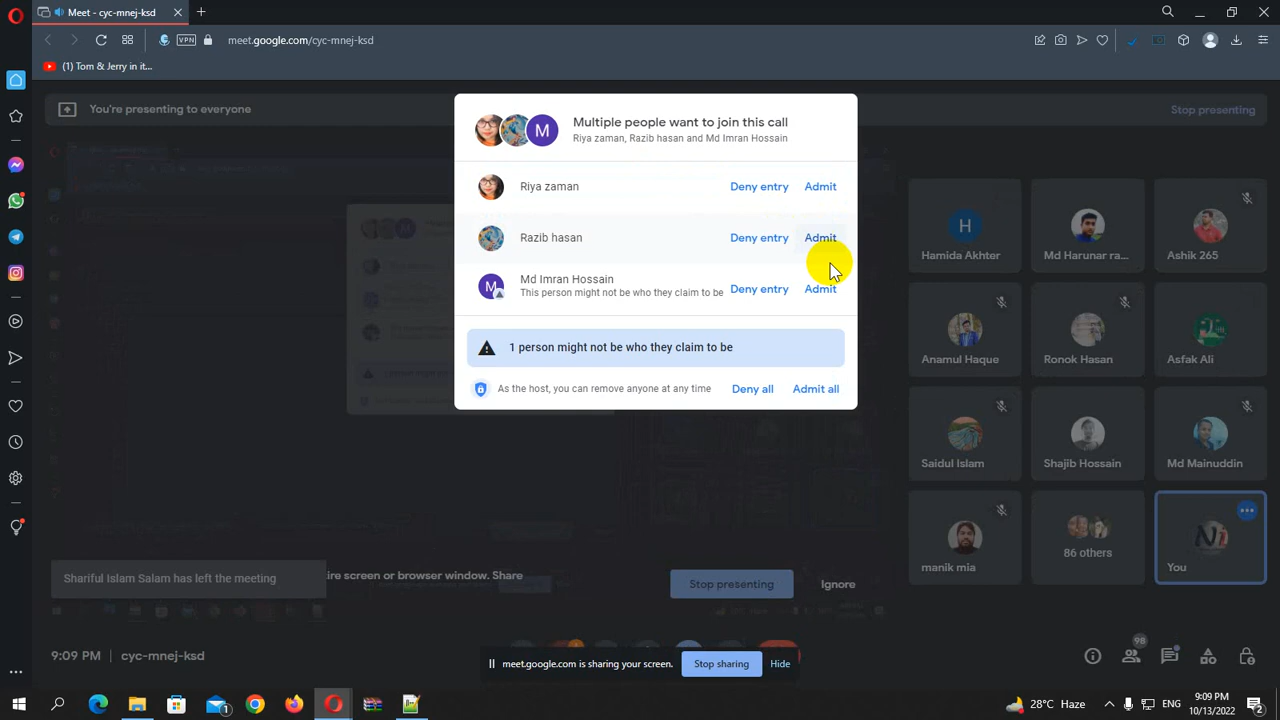 Meet - cyc-mnej-ksd
VPN
meet.google.com/cyc-mnej-ksd
(1) Tom & Jerry in it...
You're presenting to everyone
Stop presenting
Multiple people want to join this call
Riya zaman, Razib hasan and Md Imran Hossain
Riya zaman
Deny entry
Admit
Razib hasan
Deny entry
Admit
M
Md Imran Hossain
This person might not be who they claim to be
Deny entry
Admit
M
1 person might not be who they claim to be
As the host, you can remove anyone at any time
Deny all
Admit all
H
Hamida Akhter
Md Harunar ra...
Ashik 265
Anamul Haque
Ronok Hasan
Asfak Ali
Saidul Islam
Shajib Hossain
Md Mainuddin
manik mia
86 others
You
Shariful Islam Salam has left the meeting
ire screen or browser window. Share
Stop presenting
Ignore
9:09 PM
cyc-mnej-ksd
meet.google.com is sharing your screen.
Stop sharing
Hide
98
1
28°C Haze
ENG
9:09 PM
10/13/2022
2